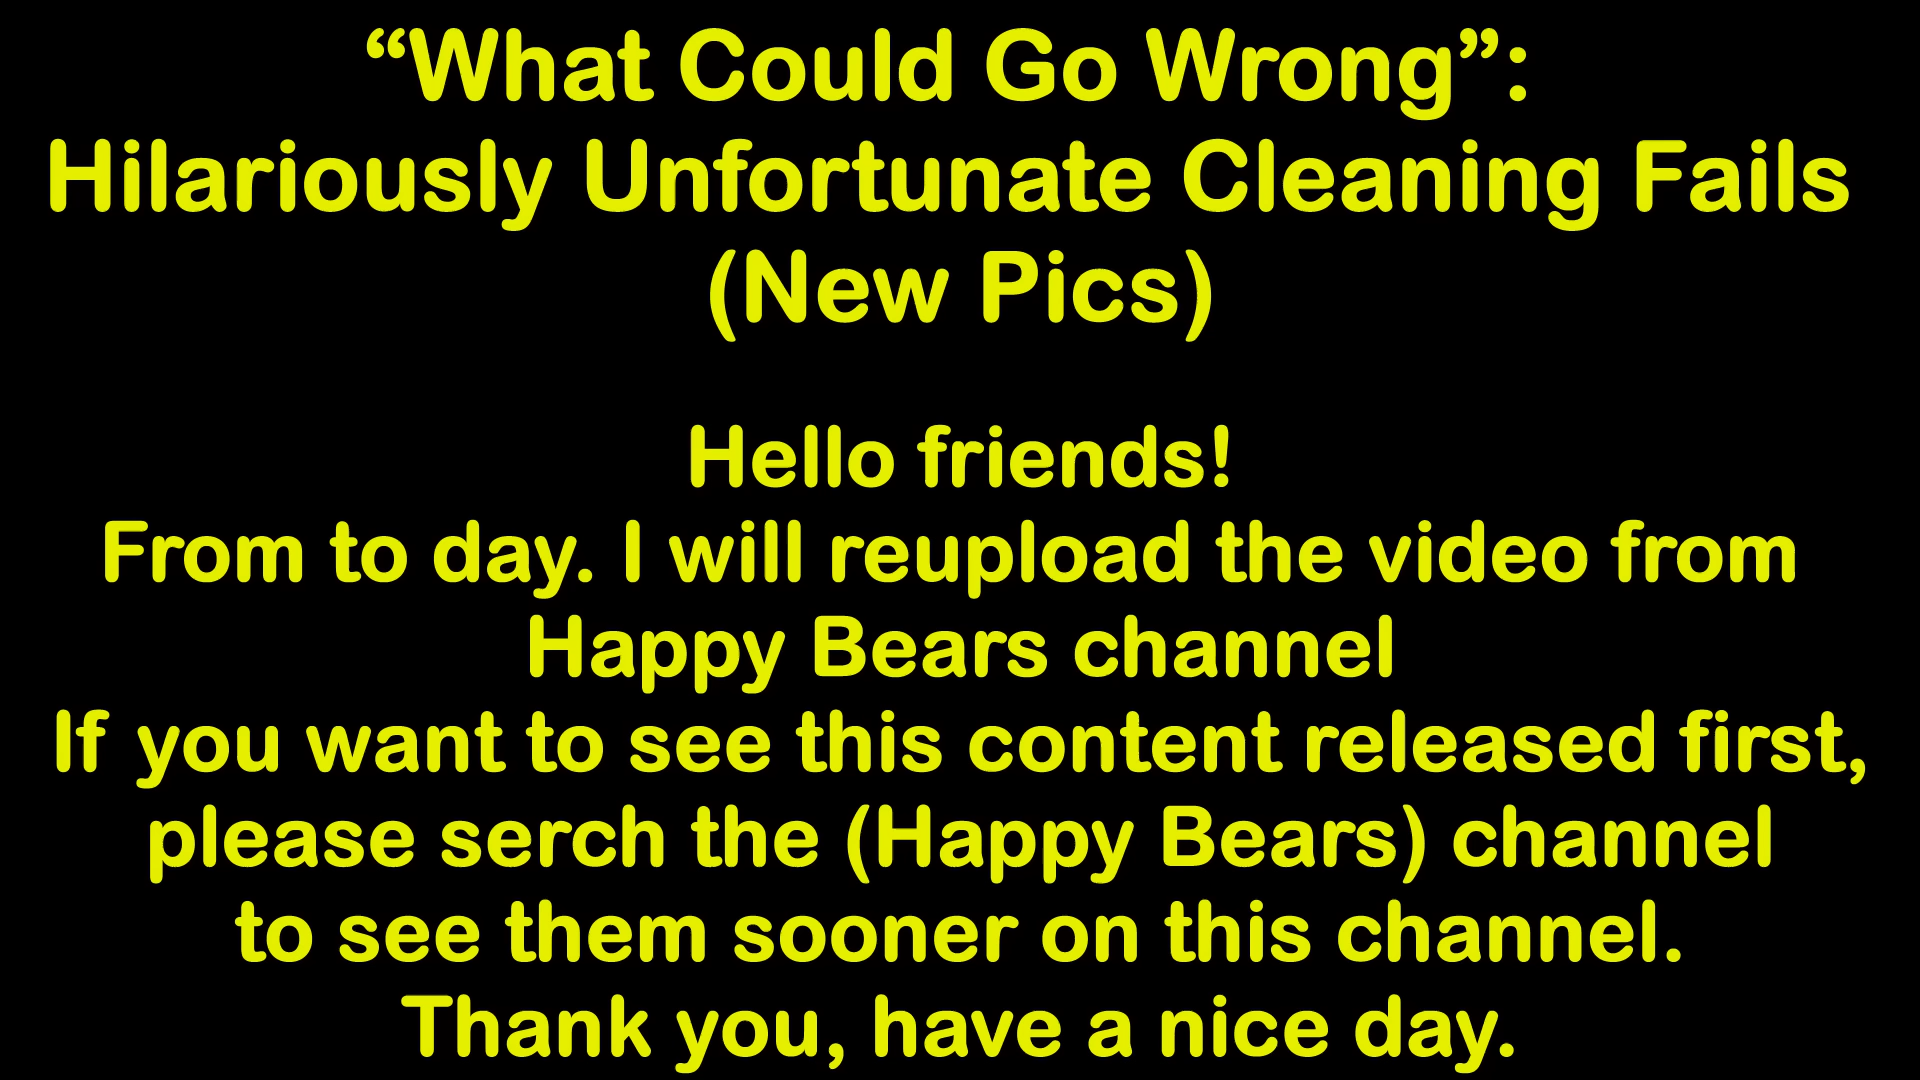 “What Could Go Wrong”:
Hilariously Unfortunate Cleaning Fails
(New Pics)
Hello friends!
From to day. I will reupload the video from
Happy Bears channel
If you want to see this content released first,
please serch the (Happy Bears) channel
to see them sooner on this channel.
Thank you, have a nice day.